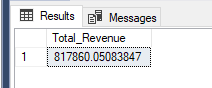 Results Messages
Total_Revenue
1 817860.05083847